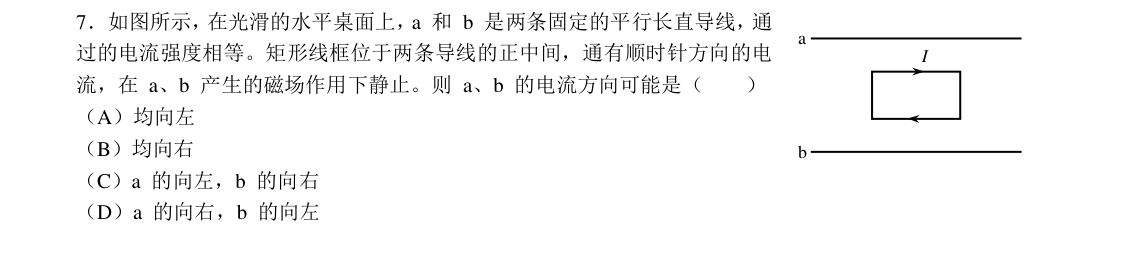 7．如图所示，在光滑的水平桌面上，a 和 b 是两条固定的平行长直导线，通
过的电流强度相等。矩形线框位于两条导线的正中间，通有顺时针方向的电
流，在 a、b 产生的磁场作用下静止。则 a、b 的电流方向可能是（　　）
（A）均向左
（B）均向右
（C）a 的向左，b 的向右
（D）a 的向右，b 的向左
a
I
b